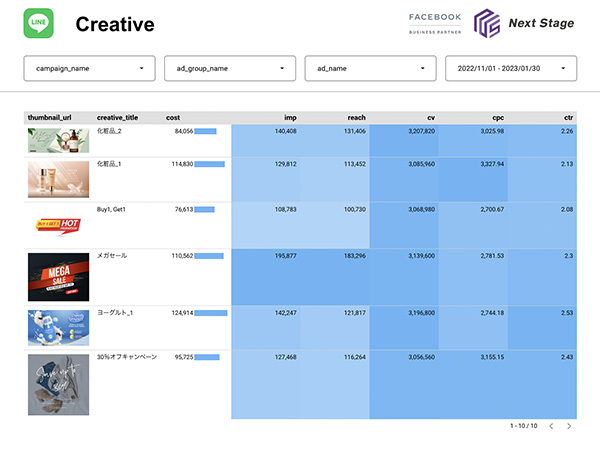 LINE
Creative
FACEBOOK
BUSINESS PARTNER
Next Stage
campaign_name
ad_group_name
ad_name
2022/11/01 - 2023/01/30
thumbnail_url creative_title cost imp reach cv cpc ctr
化粧品_2 84,056 140,408 131,406 3,207,820 3,025.98 2.26
化粧品_1 114,830 129,812 113,452 3,085,960 3,327.94 2.13
Buy1, Get1 76,613 108,783 100,730 3,068,980 2,700.67 2.08
BUY 1 GET 1 HOT
メガセール 110,562 195,877 183,296 3,139,600 2,781.53 2.3
MEGA
SALE
ヨーグルト_1 124,914 142,247 121,817 3,196,800 2,744.18 2.53
30%オフキャンペーン 95,725 127,468 116,264 3,056,560 3,155.15 2.43
Save up to
1 - 10 / 10